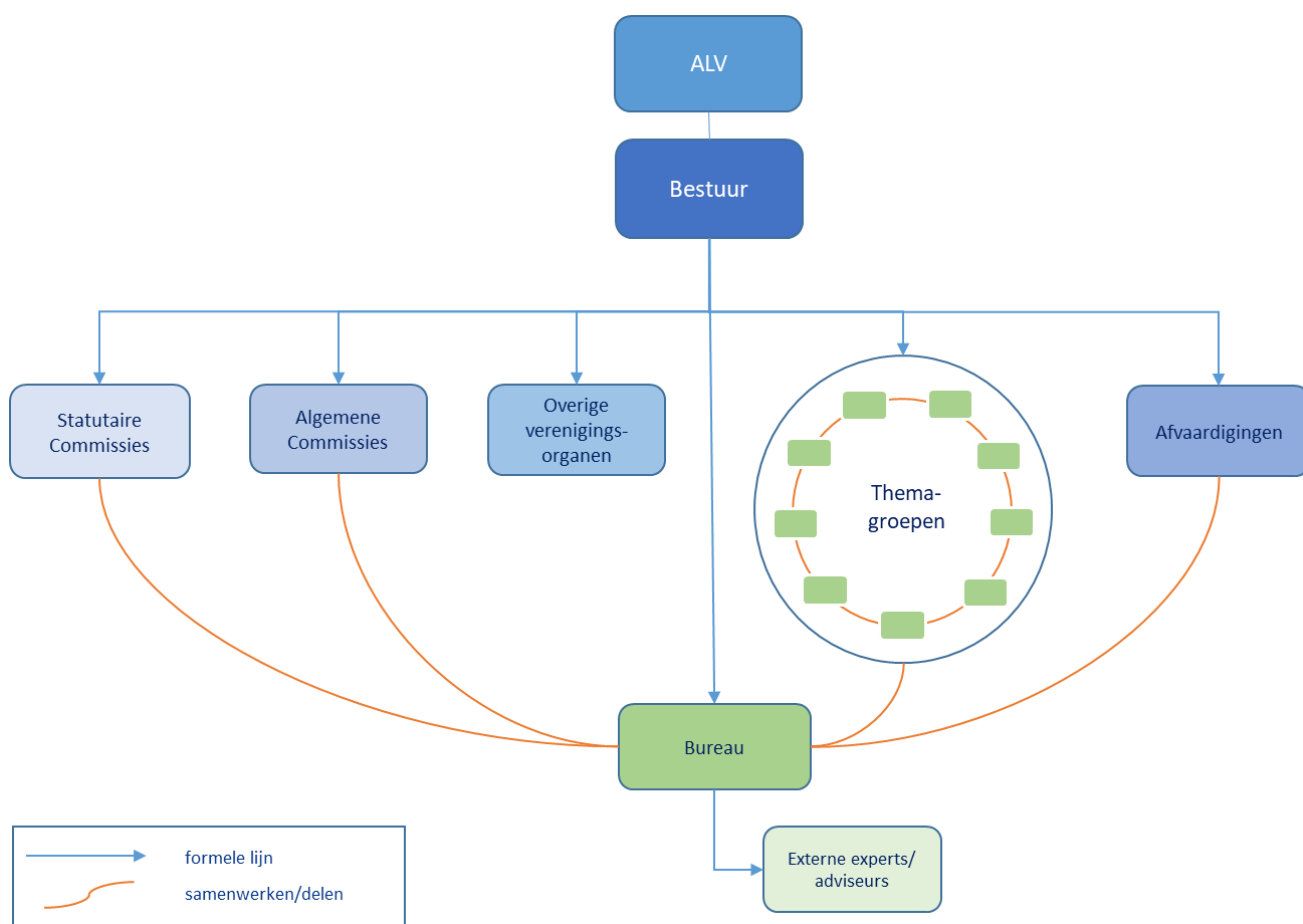 ALV
Bestuur
Statutaire
Commissies
Algemene
Commissies
Overige
verenigings-
organen
Thema-
groepen
Afvaardigingen
Bureau
Externe experts/
adviseurs
formele lijn
samenwerken/delen